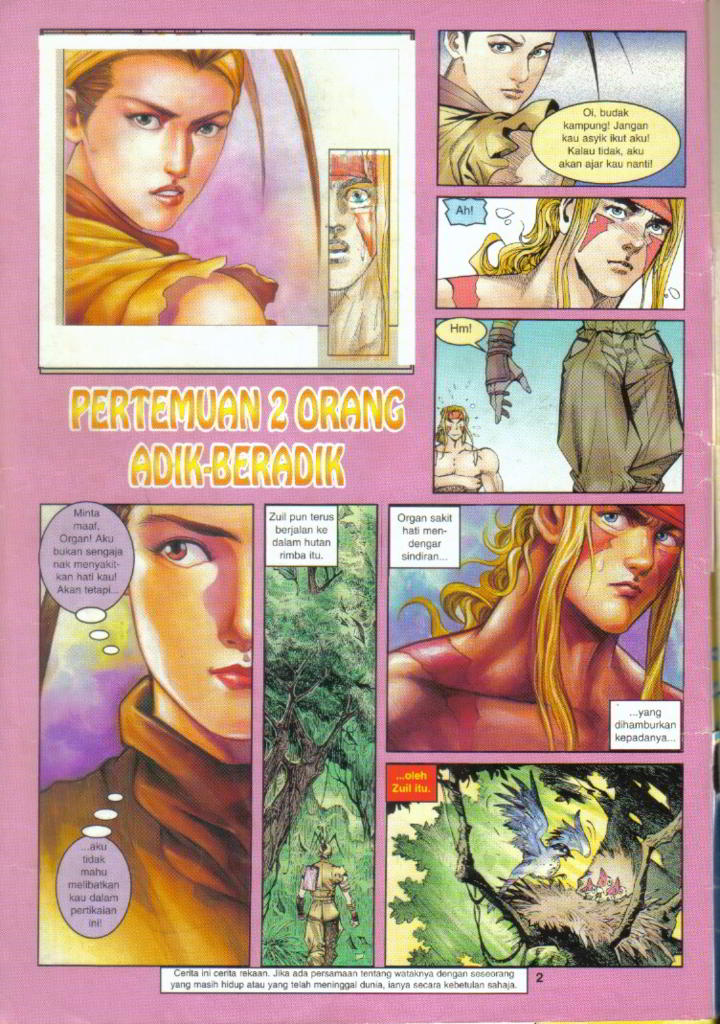 Oi, budak
kampung! Jangan
kau asyik ikut aku!
Kalau tidak, aku
akan ajar kau nanti!
Ah!
Hm!
PERTEMUAN 2 ORANG
ADIK-BERADIK
Minta
maaf,
Organ! Aku
bukan sengaja
nak menyakit-
kan hati kau!
Akan tetapi...
...aku
tidak
mahu
melibatkan
kau dalam
pertikaian
ini!
Zuil pun terus
berjalan ke
dalam hutan
rimba itu.
Organ sakit
hati men-
dengar
sindiran...
...yang
dihamburkan
kepadanya...
...oleh
Zuil itu.
Cerita ini cerita rekaan. Jika ada persamaan tentang wataknya dengan seseorang
yang masih hidup atau yang telah meninggal dunia, ianya secara kebetulan sahaja.
2